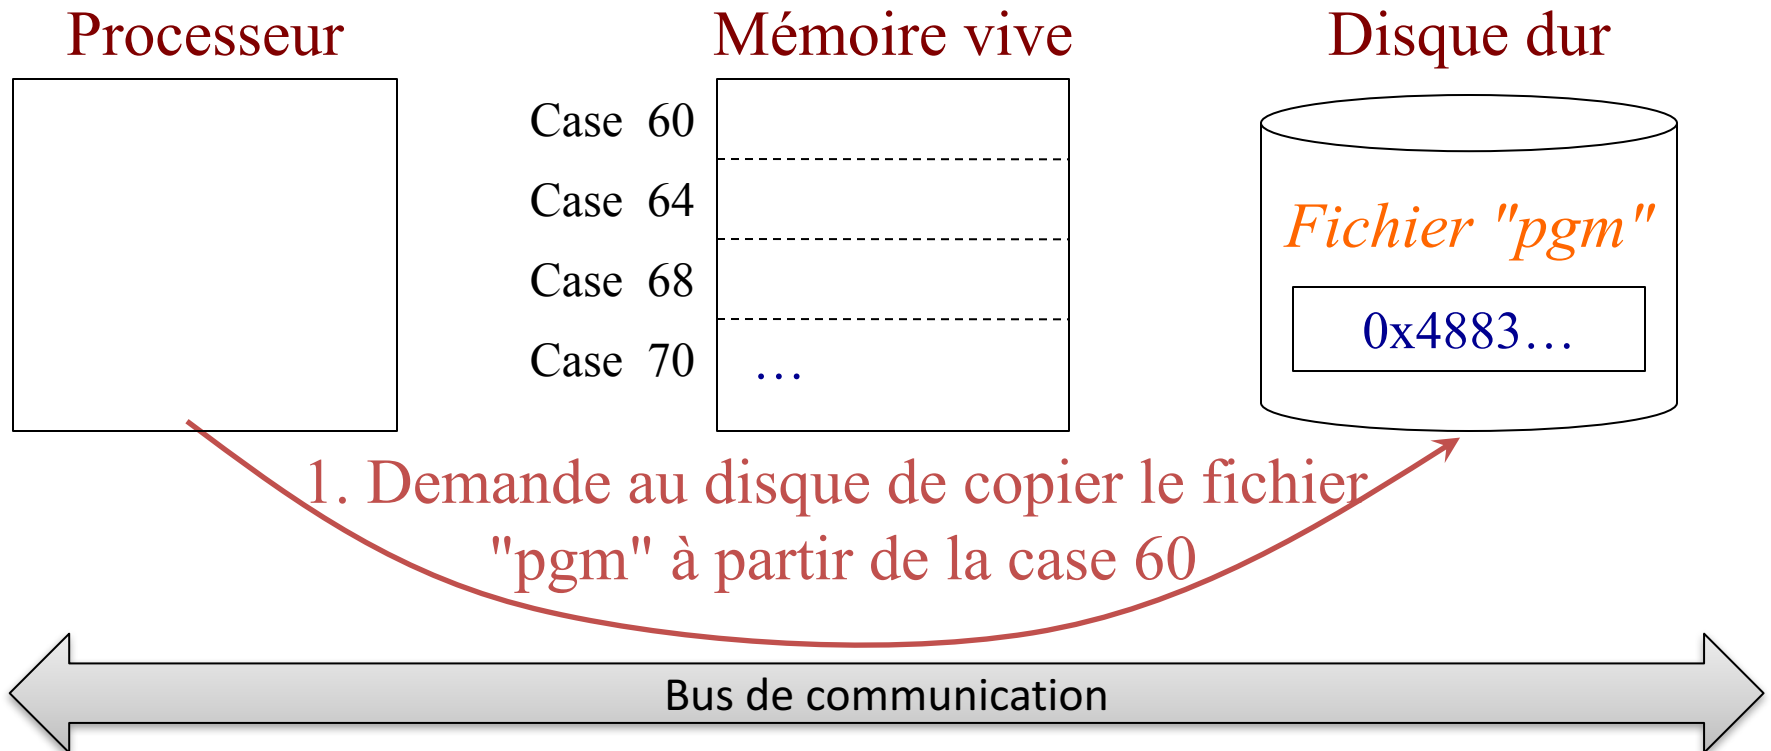 Processeur
Mémoire vive
Disque dur
Case 60
Case 64
Case 68
Case 70
…
Fichier "pgm"
0x4883…
1. Demande au disque de copier le fichier
"pgm" à partir de la case 60
Bus de communication